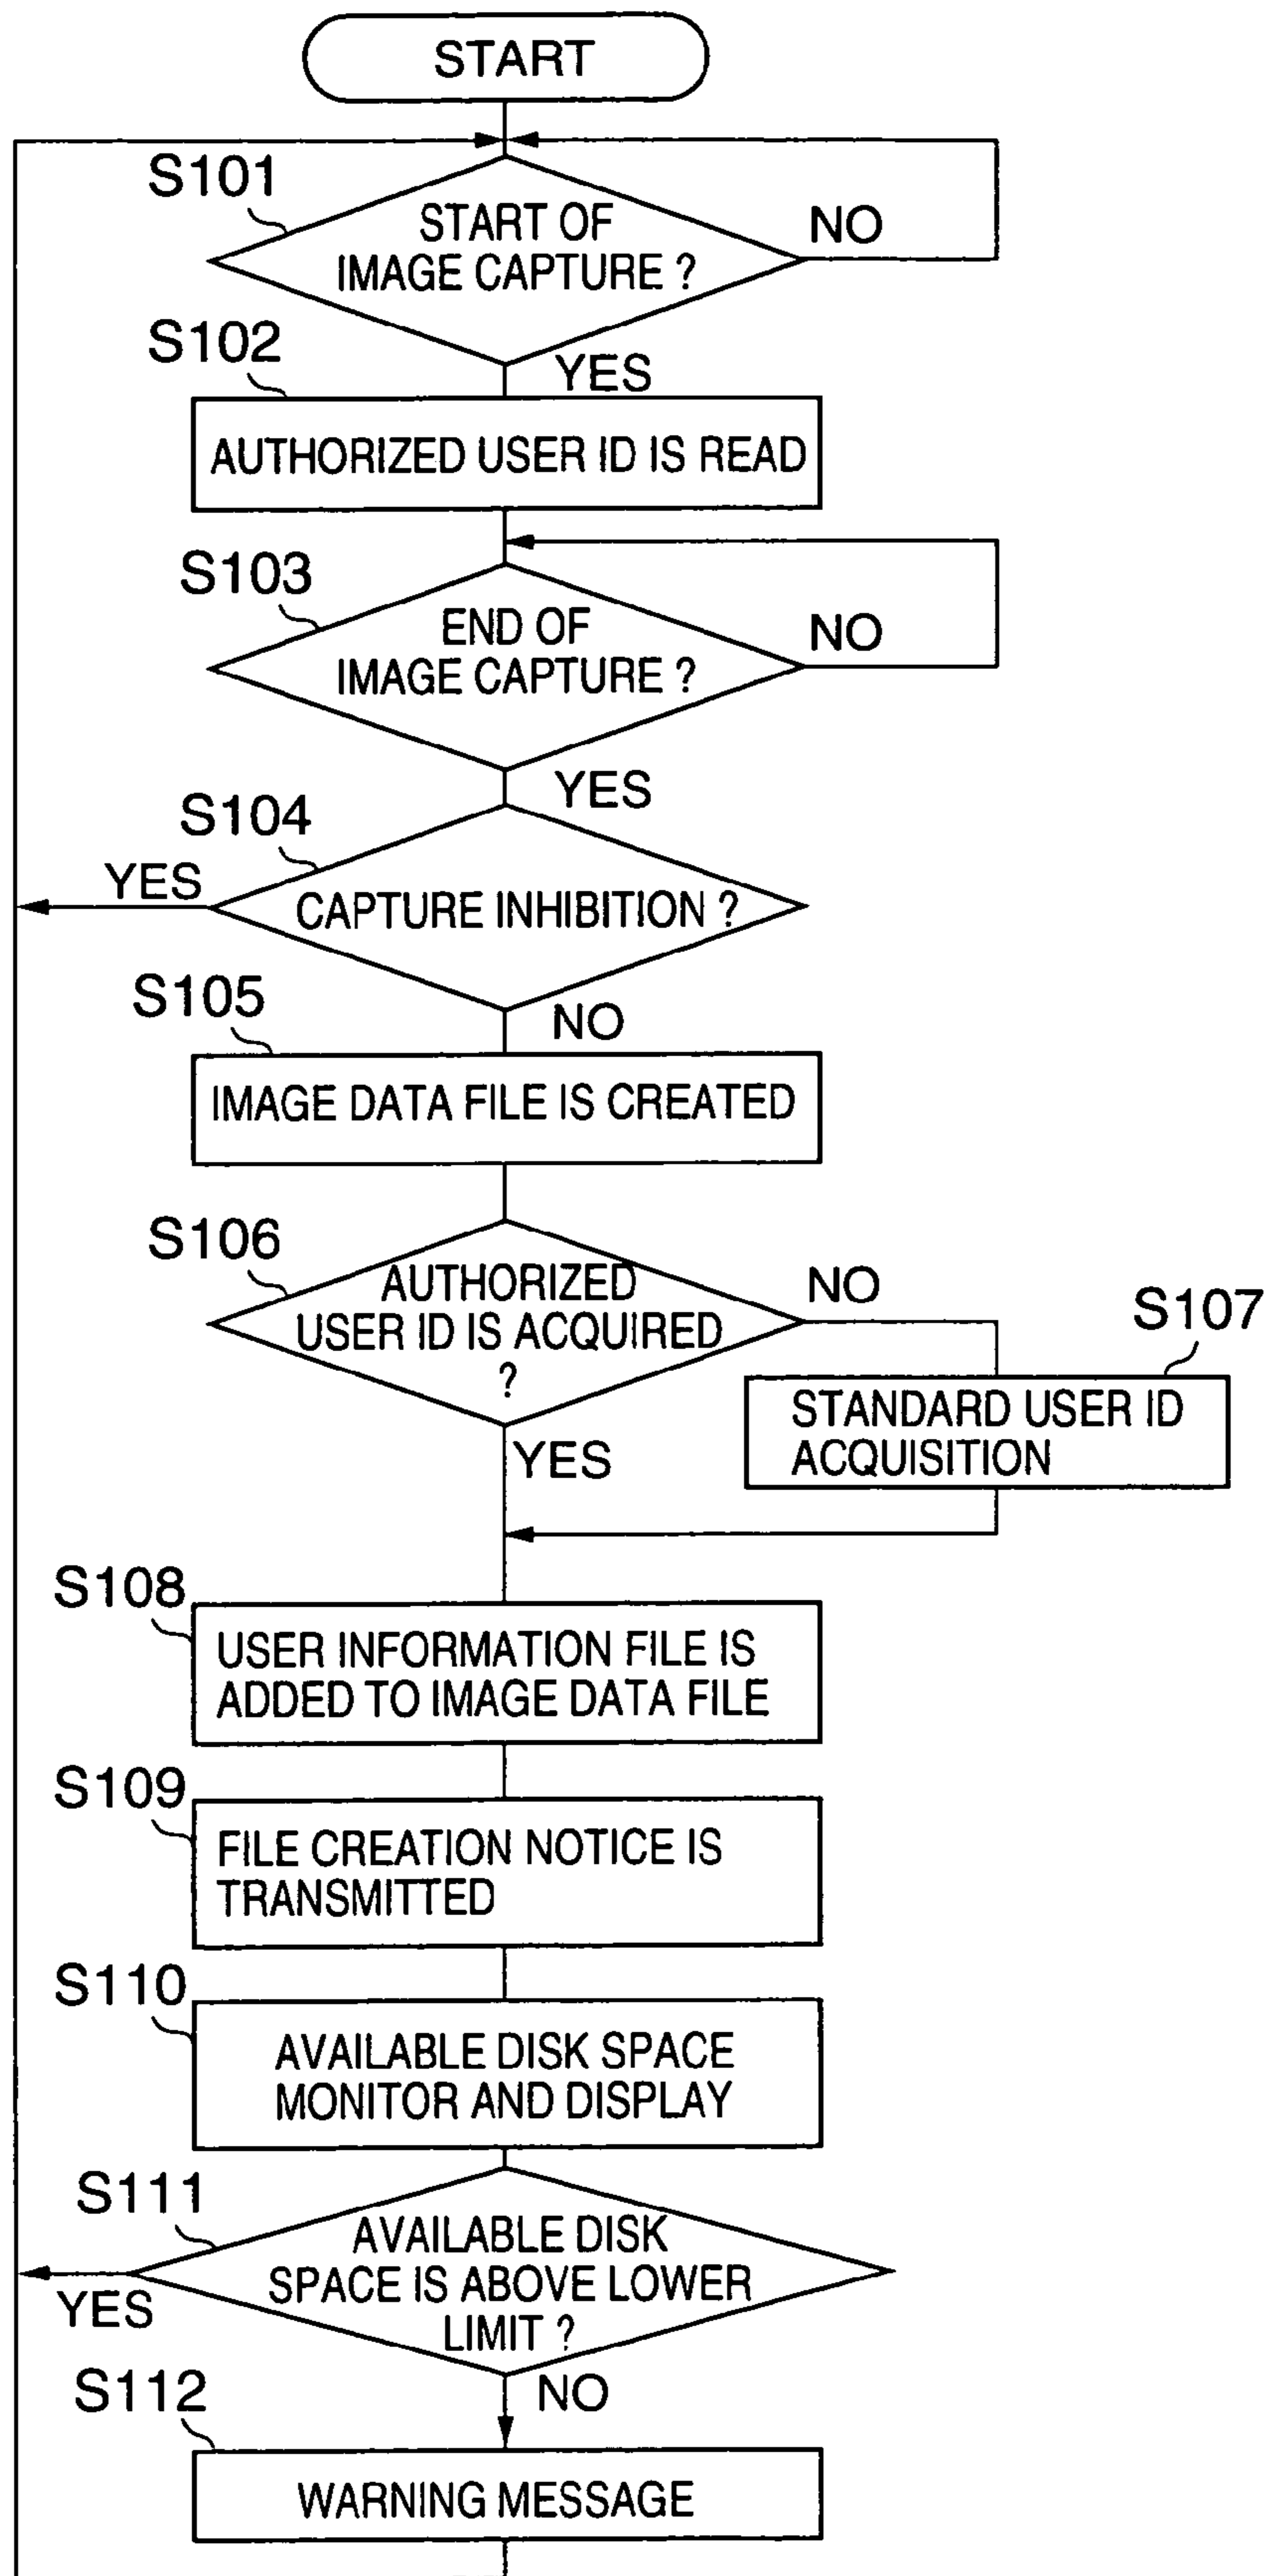 START
S101
START OF
IMAGE CAPTURE ?
NO
S102
YES
AUTHORIZED USER ID IS READ
S103
END OF
IMAGE CAPTURE ?
NO
YES
S104
YES
CAPTURE INHIBITION ?
S105
NO
IMAGE DATA FILE IS CREATED
S106
AUTHORIZED
USER ID IS ACQUIRED
?
NO
S107
STANDARD USER ID
ACQUISITION
YES
S108
USER INFORMATION FILE IS
ADDED TO IMAGE DATA FILE
S109
FILE CREATION NOTICE IS
TRANSMITTED
S110
AVAILABLE DISK SPACE
MONITOR AND DISPLAY
S111
AVAILABLE DISK
SPACE IS ABOVE LOWER
LIMIT ?
YES
S112
NO
WARNING MESSAGE